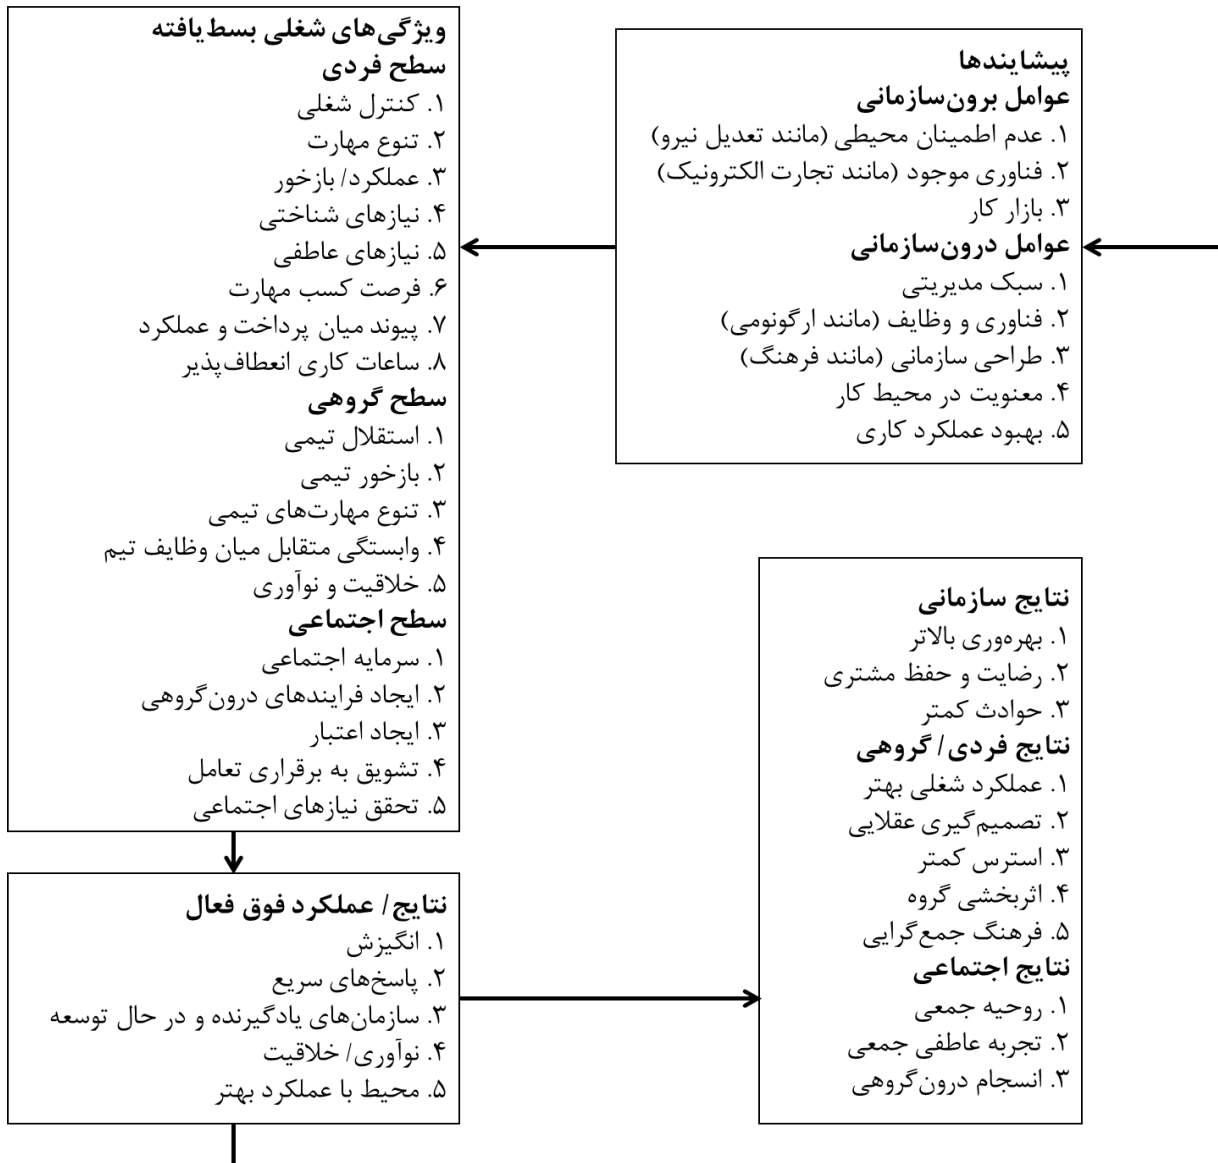 پیشایندها
عوامل برون‌سازمانی
۱. عدم اطمینان محیطی (مانند تعدیل نیرو)
۲. فناوری موجود (مانند تجارت الکترونیک)
۳. بازار کار
عوامل درون‌سازمانی
۱. سبک مدیریتی
۲. فناوری و وظایف (مانند ارگونومی)
۳. طراحی سازمانی (مانند فرهنگ)
۴. معنویت در محیط کار
۵. بهبود عملکرد کاری
ویژگی‌های شغلی بسط‌یافته
سطح فردی
۱. کنترل شغلی
۲. تنوع مهارت
۳. عملکرد/ بازخور
۴. نیازهای شناختی
۵. نیازهای عاطفی
۶. فرصت کسب مهارت
۷. پیوند میان پرداخت و عملکرد
۸. ساعات کاری انعطاف‌پذیر
سطح گروهی
۱. استقلال تیمی
۲. بازخور تیمی
۳. تنوع مهارت‌های تیمی
۴. وابستگی متقابل میان وظایف تیم
۵. خلاقیت و نوآوری
سطح اجتماعی
۱. سرمایه اجتماعی
۲. ایجاد فرایندهای درون‌گروهی
۳. ایجاد اعتبار
۴. تشویق به برقراری تعامل
۵. تحقق نیازهای اجتماعی
نتایج/ عملکرد فوق فعال
۱. انگیزش
۲. پاسخ‌های سریع
۳. سازمان‌های یادگیرنده و در حال توسعه
۴. نوآوری/ خلاقیت
۵. محیط با عملکرد بهتر
نتایج سازمانی
۱. بهره‌وری بالاتر
۲. رضایت و حفظ مشتری
۳. حوادث کمتر
نتایج فردی/ گروهی
۱. عملکرد شغلی بهتر
۲. تصمیم‌گیری عقلایی
۳. استرس کمتر
۴. اثربخشی گروه
۵. فرهنگ جمع‌گرایی
نتایج اجتماعی
۱. روحیه جمعی
۲. تجربه عاطفی جمعی
۳. انسجام درون‌گروهی